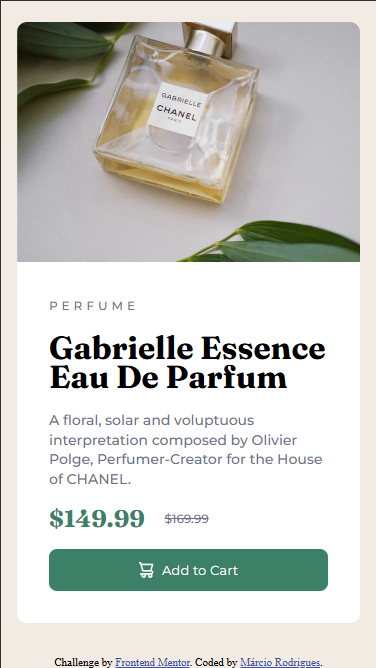 GABRIELLE
CHANEL
PARIS
PERFUME
Gabrielle Essence
Eau De Parfum
A floral, solar and voluptuous
interpretation composed by Olivier
Polge, Perfumer-Creator for the House
of CHANEL.
$149.99 $169.99
Add to Cart
Challenge by Frontend Mentor. Coded by Márcio Rodrigues.